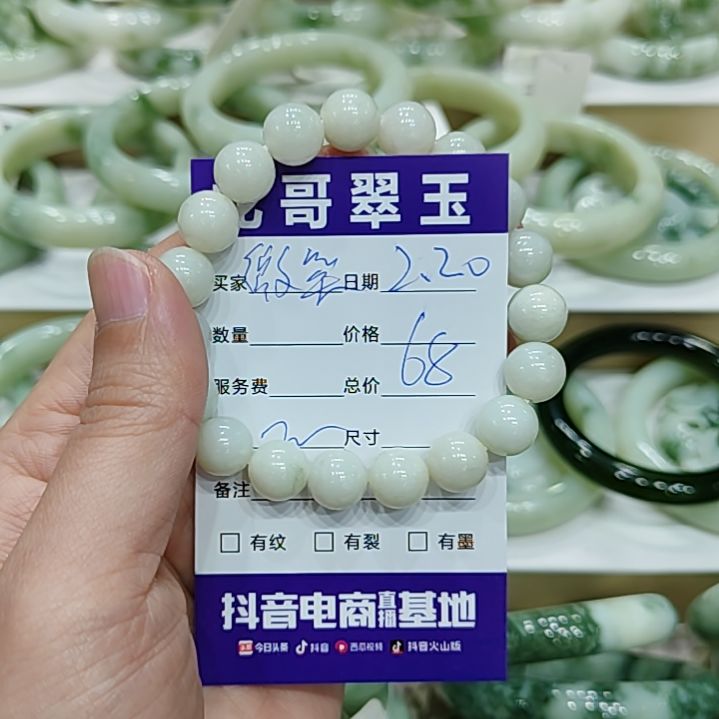 哥翠玉
买家 微笑 日期 2.20
数量 价格
服务费 总价 68
尺寸
备注
有纹 有裂 有墨
抖音电商直播基地
今日头条 抖音 西瓜视频 抖音火山版